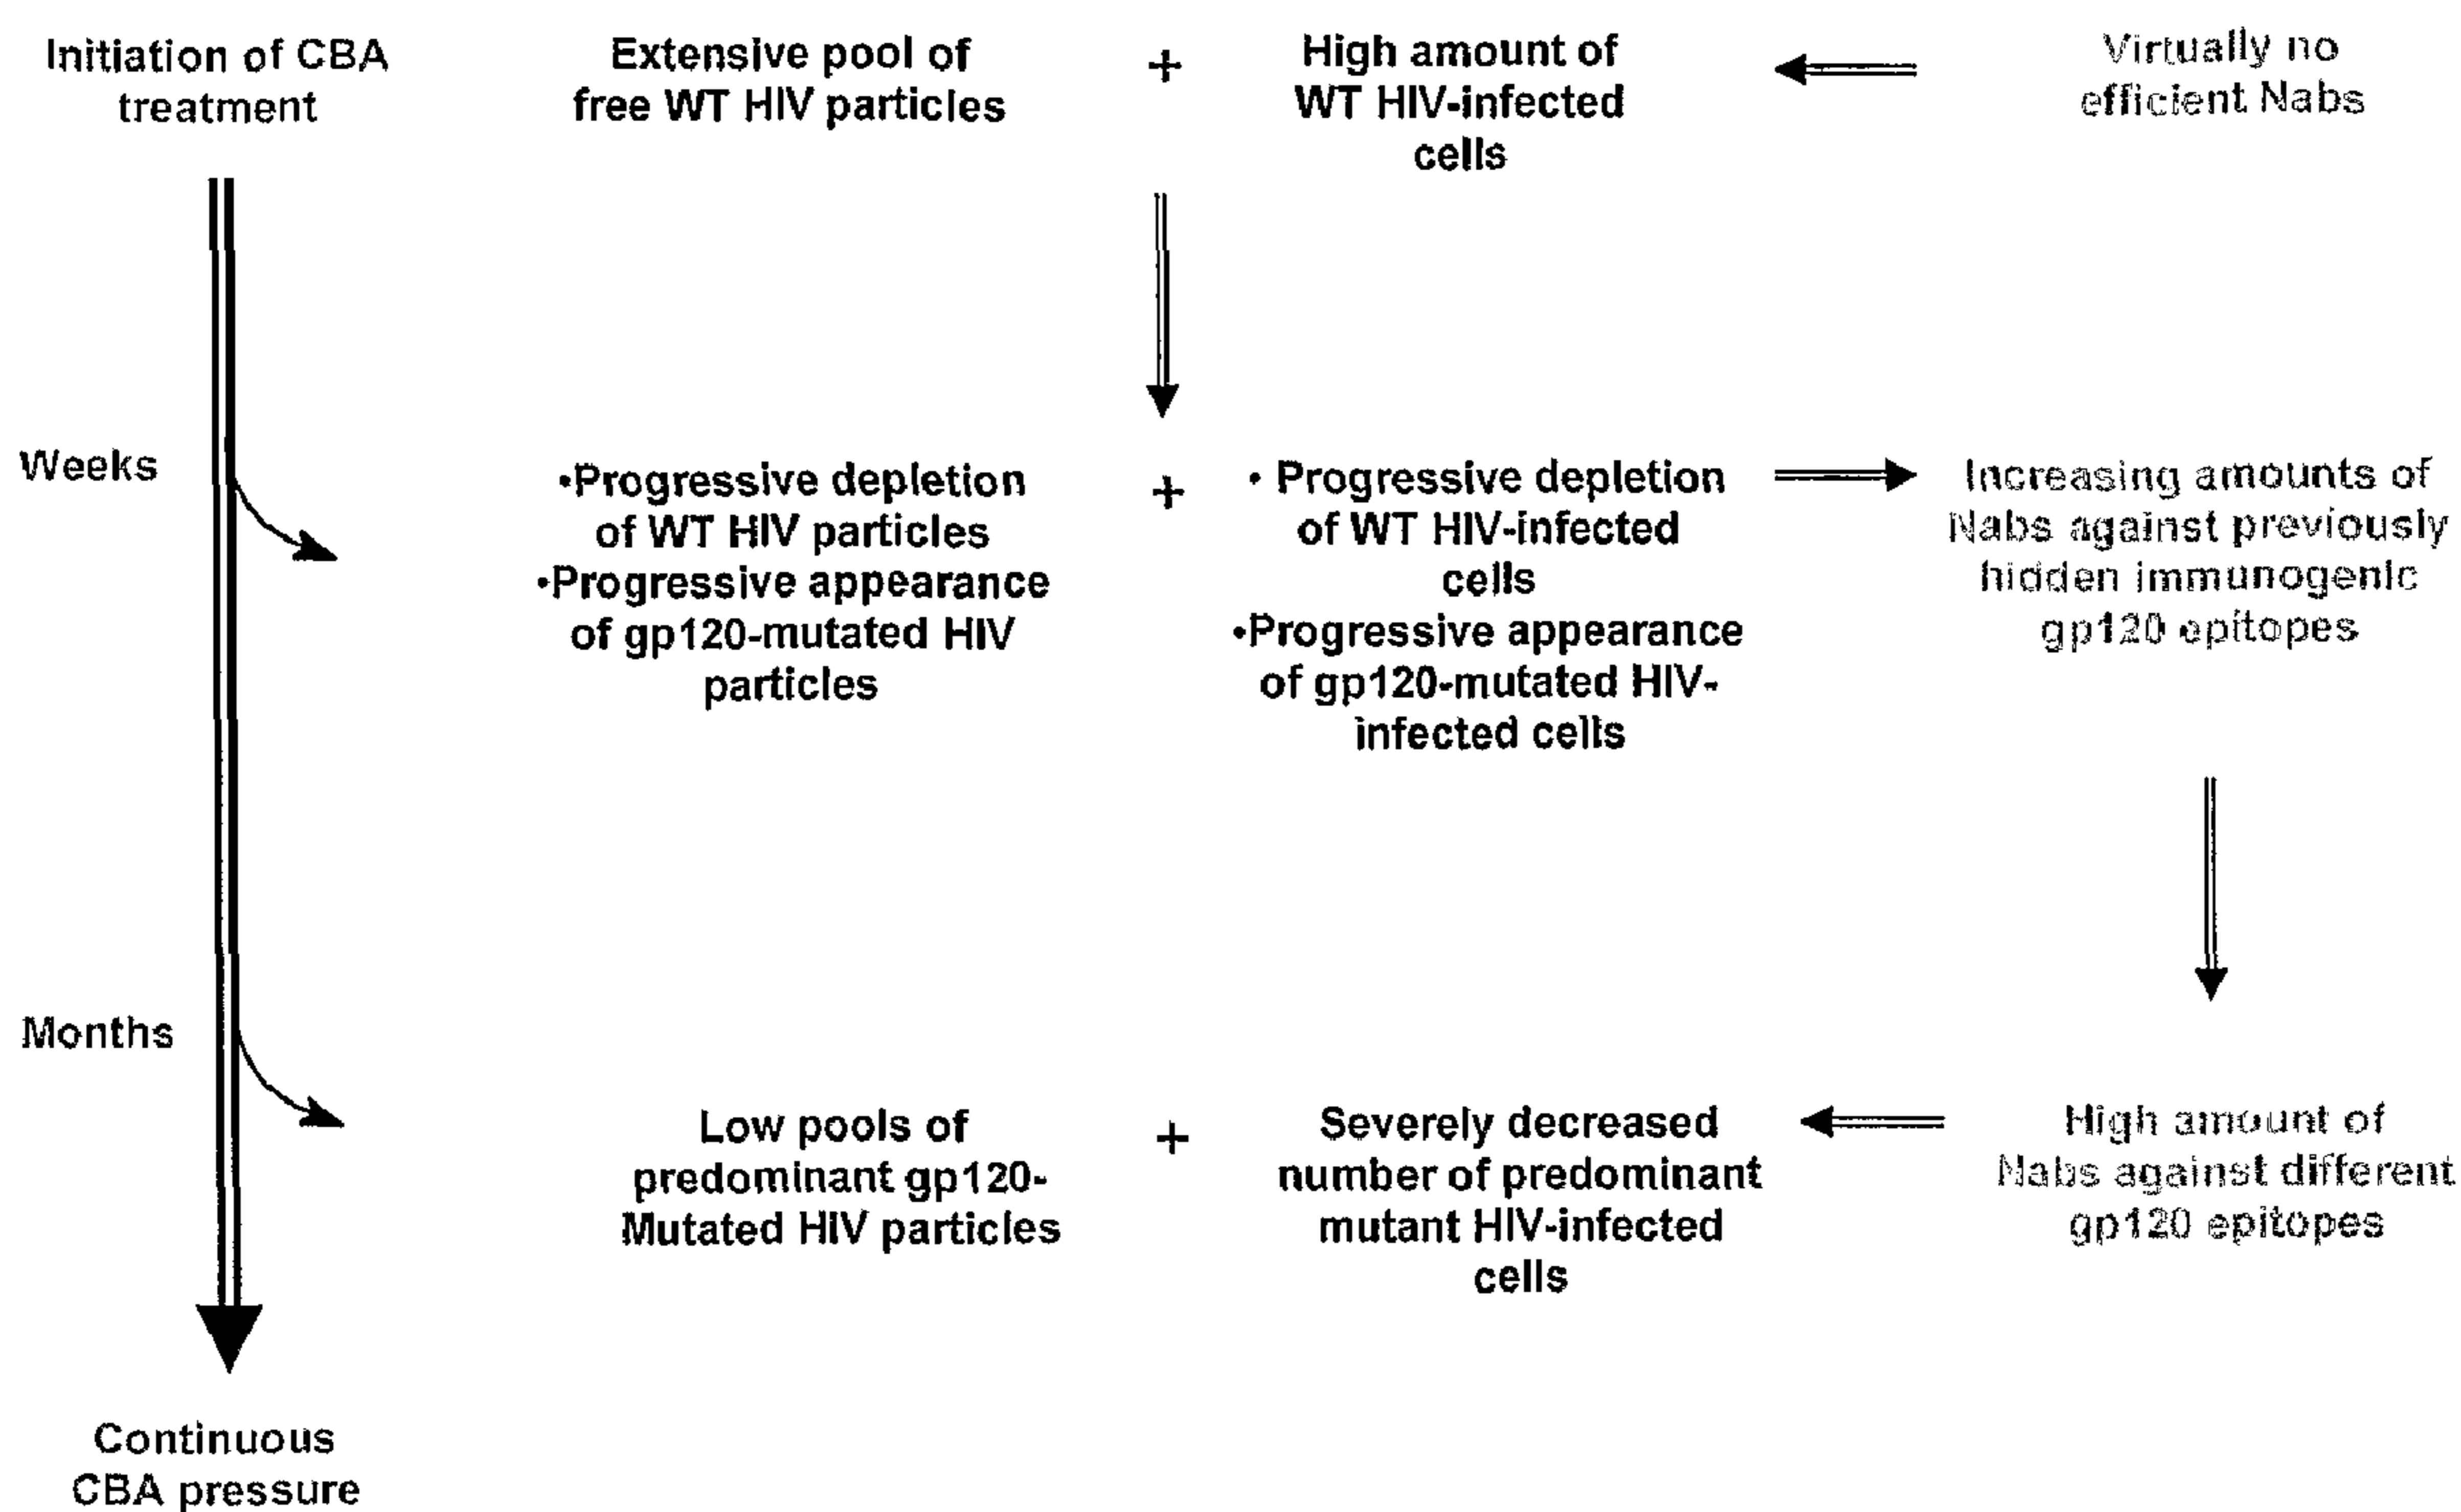 Initiation of CBA
treatment
Extensive pool of
free WT HIV particles
+
High amount of
WT HIV-infected
cells
Virtually no
efficient Nabs
Weeks
•Progressive depletion
of WT HIV particles
•Progressive appearance
of gp120-mutated HIV
particles
+
• Progressive depletion
of WT HIV-infected
cells
•Progressive appearance
of gp120-mutated HIV-
infected cells
Increasing amounts of
Nabs against previously
hidden immunogenic
gp120 epitopes
Months
Low pools of
predominant gp120-
Mutated HIV particles
+
Severely decreased
number of predominant
mutant HIV-infected
cells
High amount of
Nabs against different
gp120 epitopes
Continuous
CBA pressure